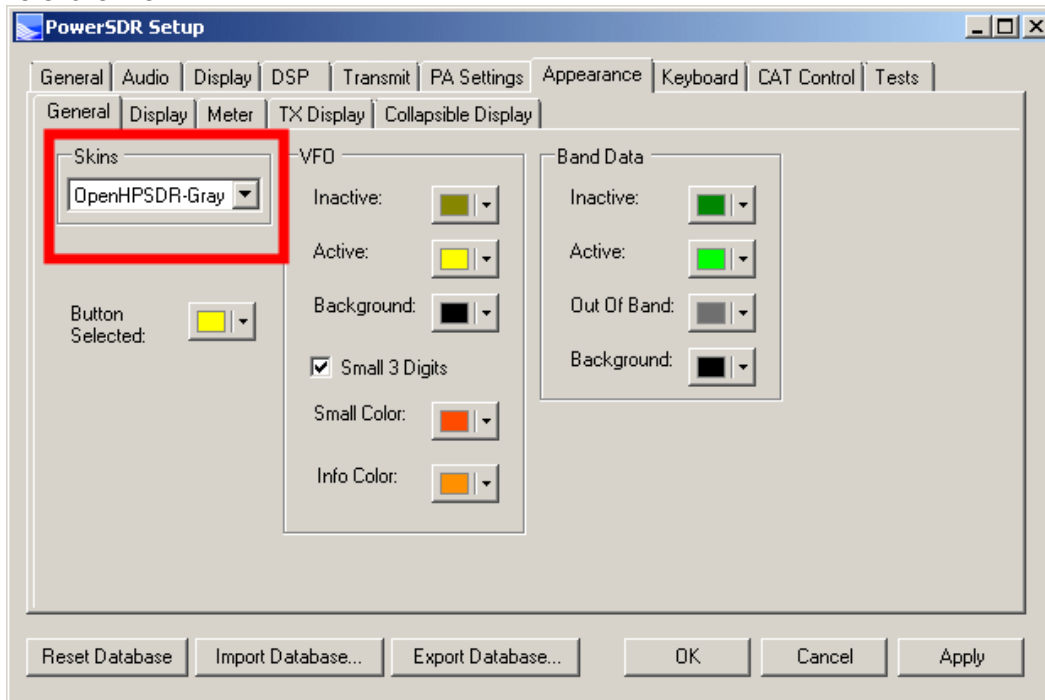 PowerSDR Setup
General Audio Display DSP Transmit PA Settings Appearance Keyboard CAT Control Tests
General Display Meter TX Display Collapsible Display
Skins
OpenHPSDR-Gray
Button
Selected:
VFO
Inactive:
Active:
Background:
Small 3 Digits
Small Color:
Info Color:
Band Data
Inactive:
Active:
Out Of Band:
Background:
Reset Database Import Database... Export Database... OK Cancel Apply